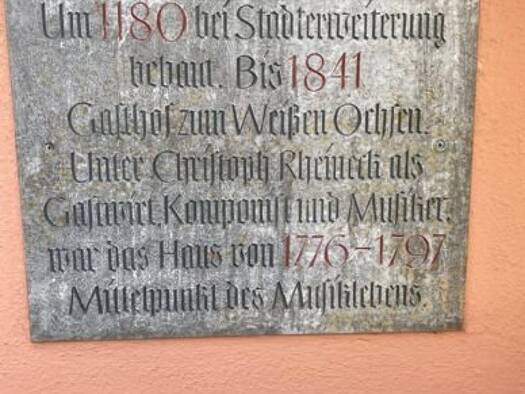 Um 1180 bei Stadterweiterung
bebaut. Bis 1841
Gasthof zum Weißen Ochsen.
Unter Christoph Rheineck als
Gastwirt, Komponist und Musiker,
war das Haus von 1776-1797
Mittelpunkt des Musiklebens.